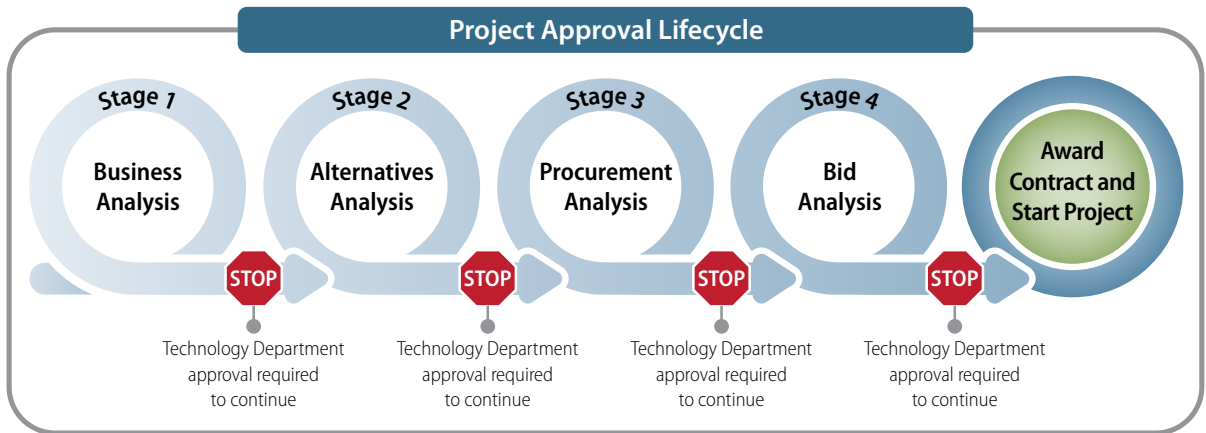 Project Approval Lifecycle
Stage 1
Business
Analysis
Stage 2
Alternatives
Analysis
Stage 3
Procurement
Analysis
Stage 4
Bid
Analysis
Award
Contract and
Start Project
STOP
Technology Department
approval required
to continue
STOP
Technology Department
approval required
to continue
STOP
Technology Department
approval required
to continue
STOP
Technology Department
approval required
to continue